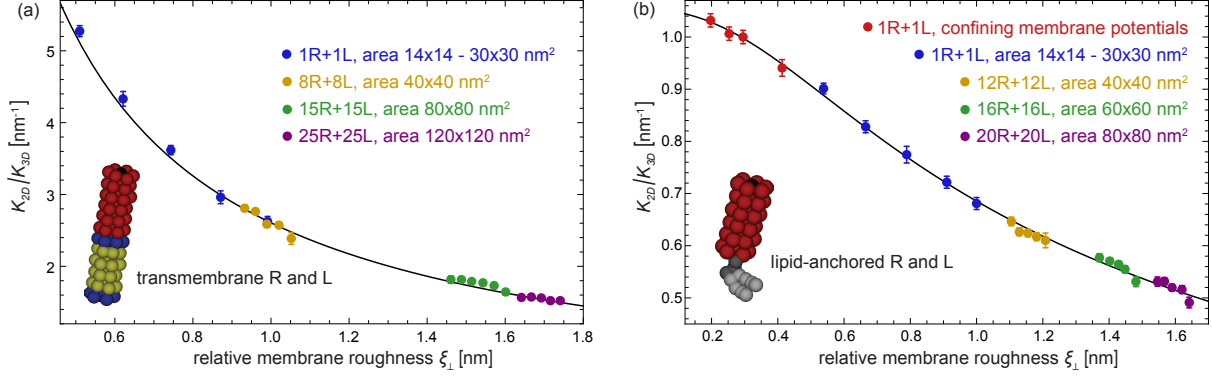 (a)
K2D/K3D [nm⁻¹]
5
4
3
2
1R+1L, area 14x14 - 30x30 nm²
8R+8L, area 40x40 nm²
15R+15L, area 80x80 nm²
25R+25L, area 120x120 nm²
transmembrane R and L
0.6 0.8 1.0 1.2 1.4 1.6 1.8
relative membrane roughness ξ⊥ [nm]
(b)
K2D/K3D [nm⁻¹]
1.0
0.9
0.8
0.7
0.6
0.5
1R+1L, confining membrane potentials
1R+1L, area 14x14 - 30x30 nm²
12R+12L, area 40x40 nm²
16R+16L, area 60x60 nm²
20R+20L, area 80x80 nm²
lipid-anchored R and L
0.2 0.4 0.6 0.8 1.0 1.2 1.4 1.6
relative membrane roughness ξ⊥ [nm]